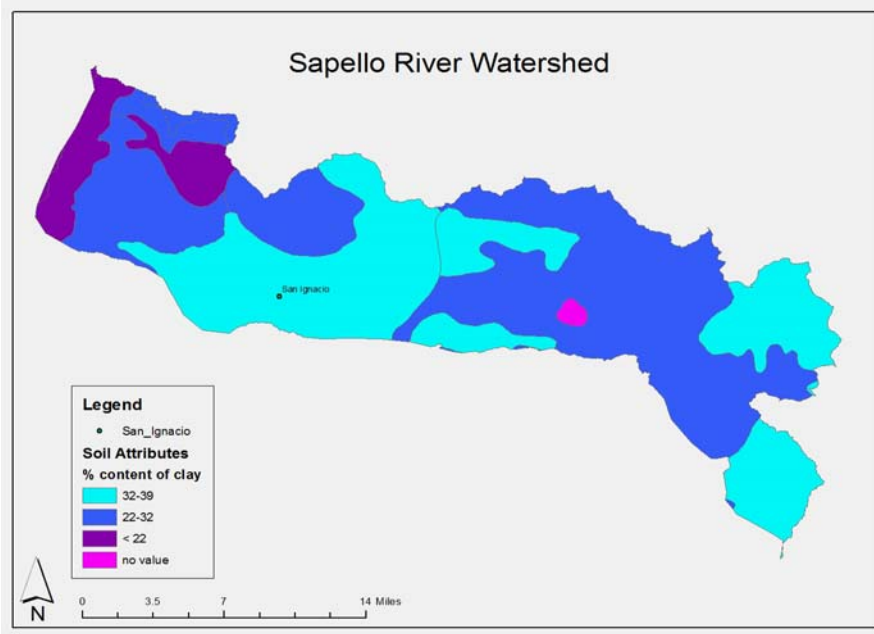 Sapello River Watershed
San Ignacio
Legend
San_Ignacio
Soil Attributes
% content of clay
32-39
22-32
< 22
no value
N
0 3.5 7 14 Miles